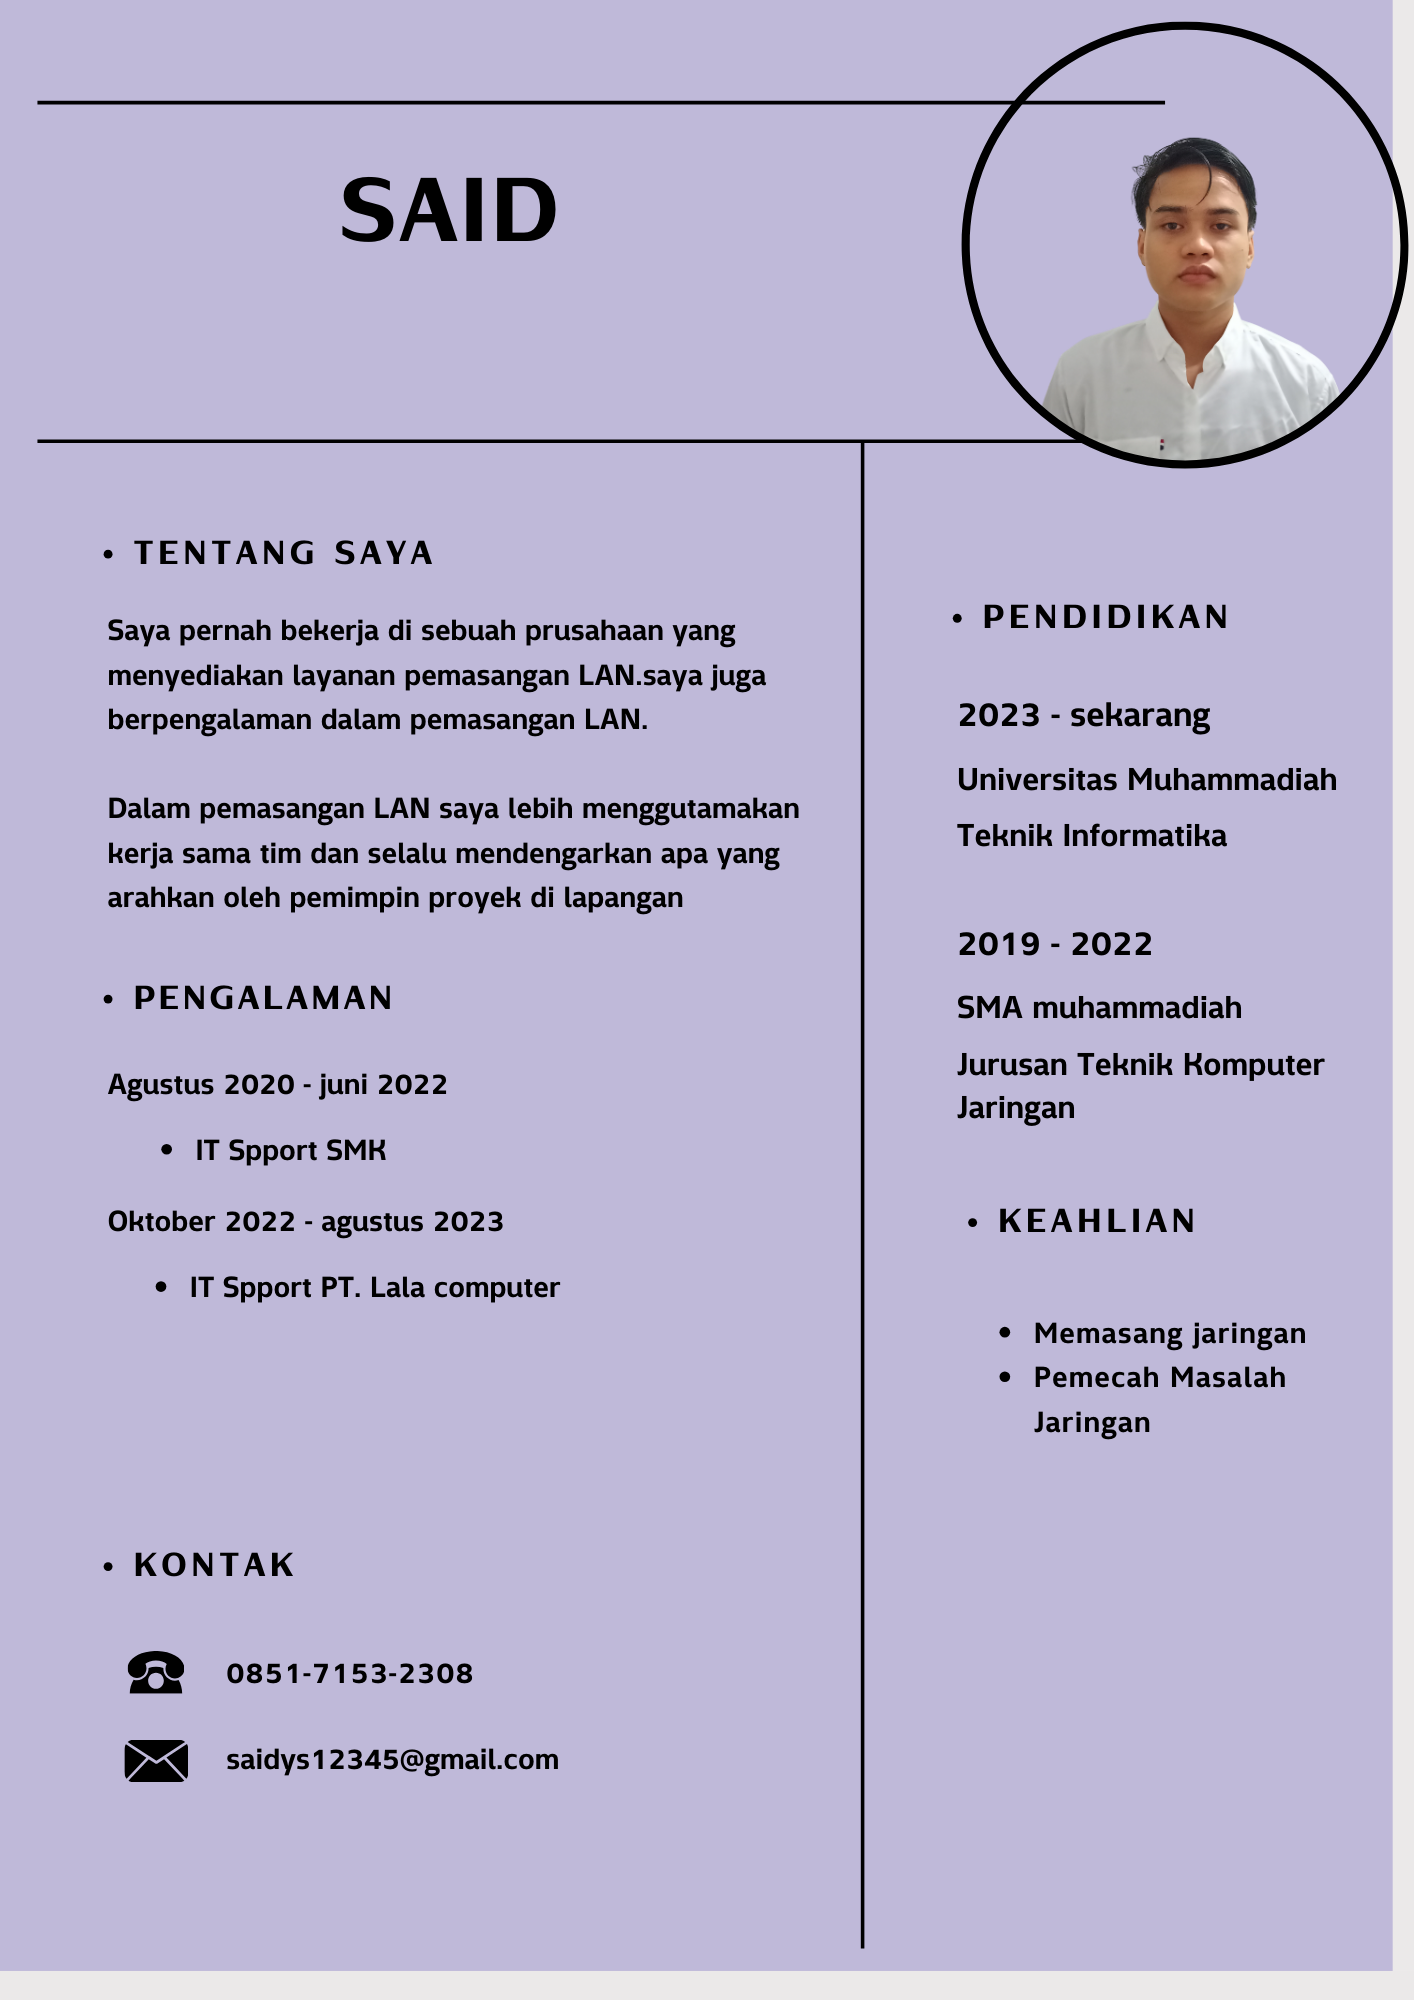 SAID
• TENTANG SAYA
Saya pernah bekerja di sebuah prusahaan yang
menyediakan layanan pemasangan LAN.saya juga
berpengalaman dalam pemasangan LAN.
Dalam pemasangan LAN saya lebih menggutamakan
kerja sama tim dan selalu mendengarkan apa yang
arahkan oleh pemimpin proyek di lapangan
• PENGALAMAN
Agustus 2020 - juni 2022
• IT Spport SMK
Oktober 2022 - agustus 2023
• IT Spport PT. Lala computer
• KONTAK
0851-7153-2308
saidys12345@gmail.com
• PENDIDIKAN
2023 - sekarang
Universitas Muhammadiah
Teknik Informatika
2019 - 2022
SMA muhammadiah
Jurusan Teknik Komputer
Jaringan
• KEAHLIAN
• Memasang jaringan
• Pemecah Masalah
Jaringan